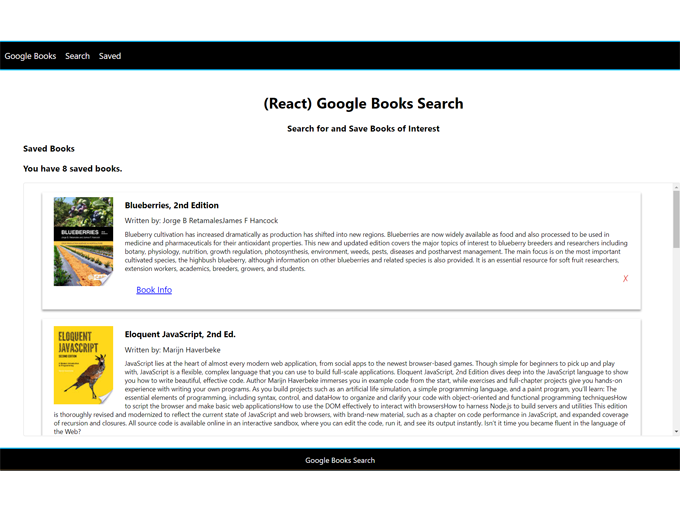 Google Books Search Saved
(React) Google Books Search
Search for and Save Books of Interest
Saved Books
You have 8 saved books.
BLUEBERRIES
Blueberries, 2nd Edition
Written by: Jorge B RetamalesJames F Hancock
Blueberry cultivation has increased dramatically as production has shifted into new regions. Blueberries are now widely available as food and also processed to be used in
medicine and pharmaceuticals for their antioxidant properties. This new and updated edition covers the major topics of interest to blueberry breeders and researchers including
botany, physiology, nutrition, growth regulation, photosynthesis, environment, weeds, pests, diseases and postharvest management. The main focus is on the most important
cultivated species, the highbush blueberry, although information on other blueberries and related species is also provided. It is an essential resource for soft fruit researchers,
extension workers, academics, breeders, growers, and students.
X
Book Info
ELOQUENT
JAVASCRIPT
Eloquent JavaScript, 2nd Ed.
Written by: Marijn Haverbeke
JavaScript lies at the heart of almost every modern web application, from social apps to the newest browser-based games. Though simple for beginners to pick up and play
with, JavaScript is a flexible, complex language that you can use to build full-scale applications. Eloquent JavaScript, 2nd Edition dives deep into the JavaScript language to show
you how to write beautiful, effective code. Author Marijn Haverbeke immerses you in example code from the start, while exercises and full-chapter projects give you hands-on
experience with writing your own programs. As you build projects such as an artificial life simulation, a simple programming language, and a paint program, you'll learn: The
essential elements of programming, including syntax, control, and dataHow to organize and clarify your code with object-oriented and functional programming techniquesHow
to script the browser and make basic web applicationsHow to use the DOM effectively to interact with browsersHow to harness Node.js to build servers and utilities This edition
is thoroughly revised and modernized to reflect the current state of JavaScript and web browsers, with brand-new material, such as a chapter on code performance in JavaScript, and expanded coverage
of recursion and closures. All source code is available online in an interactive sandbox, where you can edit the code, run it, and see its output instantly. Isn't it time you became fluent in the language of
the Web?
Google Books Search